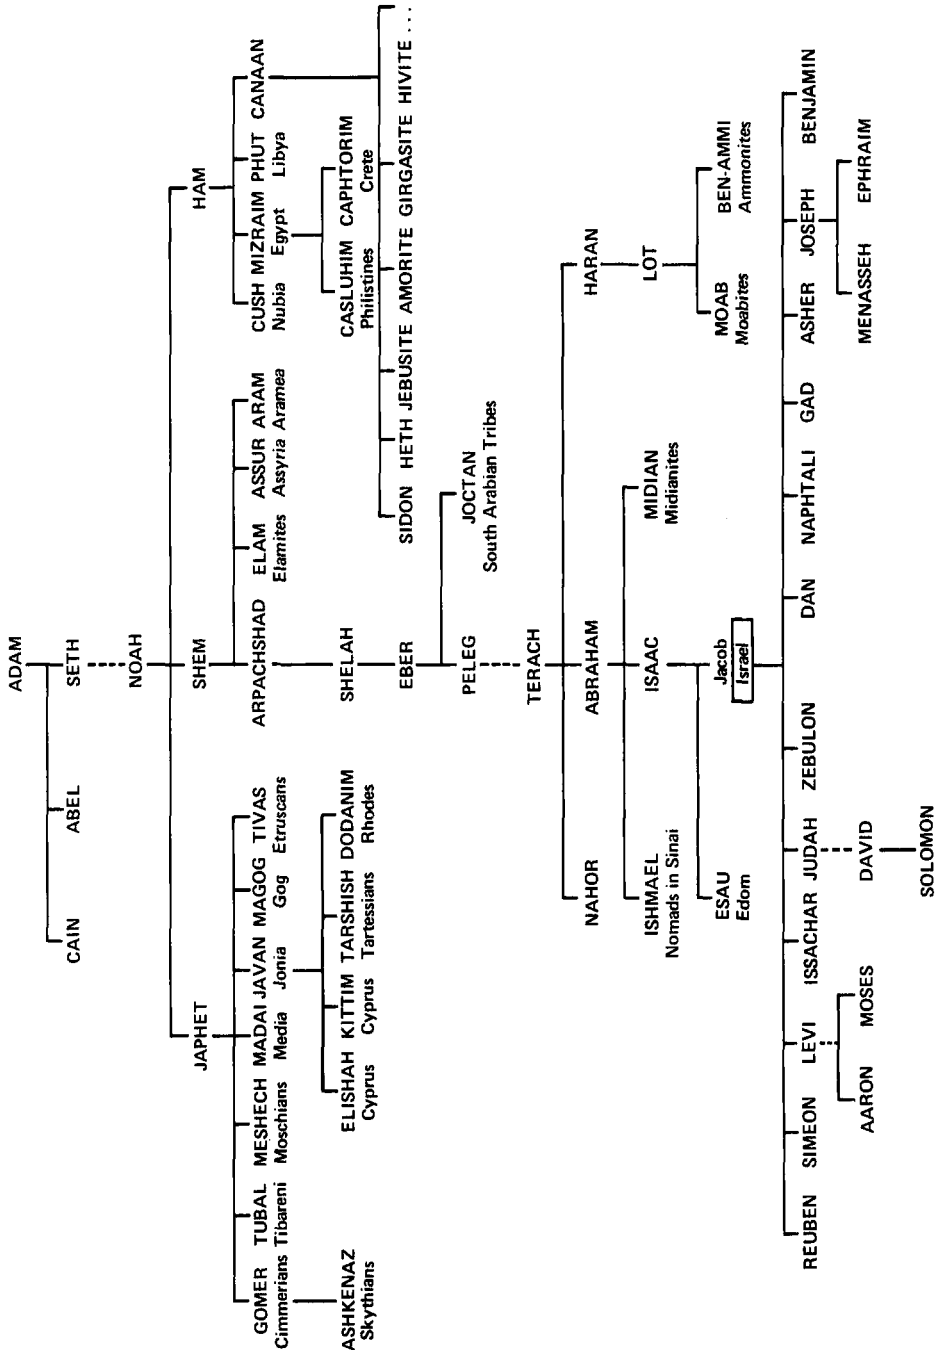 ADAM
CAIN ABEL SETH
NOAH
JAPHET SHEM HAM
GOMER TUBAL MESHECH MADAI JAVAN MAGOG TIVAS ARPACHSHAD ELAM ASSUR ARAM CUSH MIZRAIM PHUT CANAAN
Cimmerians Tibareni Moschians Media Jonia Gog Etruscans Elamites Assyria Aramea Nubia Egypt Libya
ASHKENAZ ELISHAH KITTIM TARSHISH DODANIM SHELAH CASLUHIM CAPHTORIM
Skythians Cyprus Cyprus Tartessians Rhodes Philistines Crete
EBER SIDON HETH JEBUSITE AMORITE GIRGASITE HIVITE ...
PELEG JOCTAN
South Arabian Tribes
TERACH
NAHOR ABRAHAM HARAN
ISHMAEL ISAAC MIDIAN LOT
Nomads in Sinai Midianites
ESAU Jacob MOAB BEN-AMMI
Edom Israel Moabites Ammonites
REUBEN SIMEON LEVI ISSACHAR JUDAH ZEBULON DAN NAPHTALI GAD ASHER JOSEPH BENJAMIN
AARON MOSES DAVID MENASSEH EPHRAIM
SOLOMON